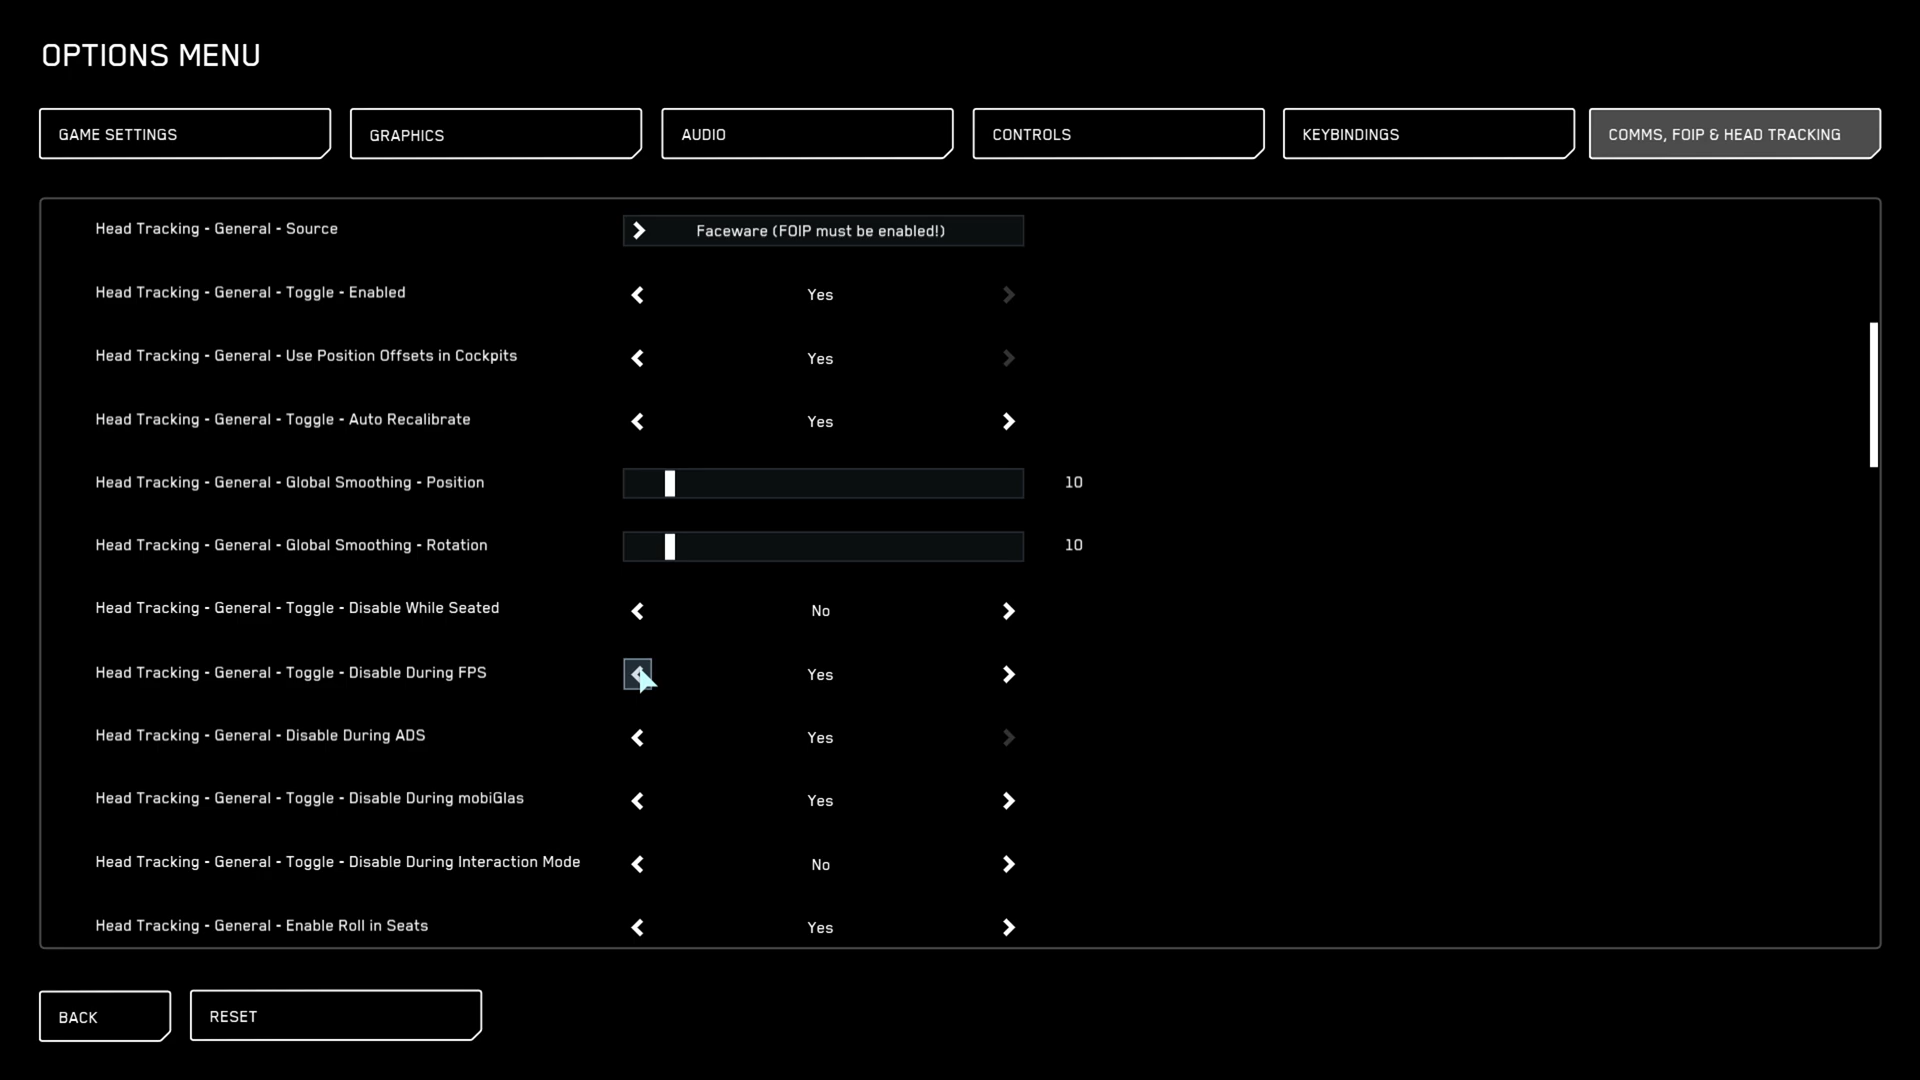 OPTIONS MENU
GAME SETTINGS
GRAPHICS
AUDIO
CONTROLS
KEYBINDINGS
COMMS, FOIP & HEAD TRACKING
Head Tracking - General - Source
Faceware (FOIP must be enabled!)
Head Tracking - General - Toggle - Enabled
Yes
Head Tracking - General - Use Position Offsets in Cockpits
Yes
Head Tracking - General - Toggle - Auto Recalibrate
Yes
Head Tracking - General - Global Smoothing - Position
10
Head Tracking - General - Global Smoothing - Rotation
10
Head Tracking - General - Toggle - Disable While Seated
No
Head Tracking - General - Toggle - Disable During FPS
Yes
Head Tracking - General - Disable During ADS
Yes
Head Tracking - General - Toggle - Disable During mobiGlas
Yes
Head Tracking - General - Toggle - Disable During Interaction Mode
No
Head Tracking - General - Enable Roll in Seats
Yes
BACK
RESET